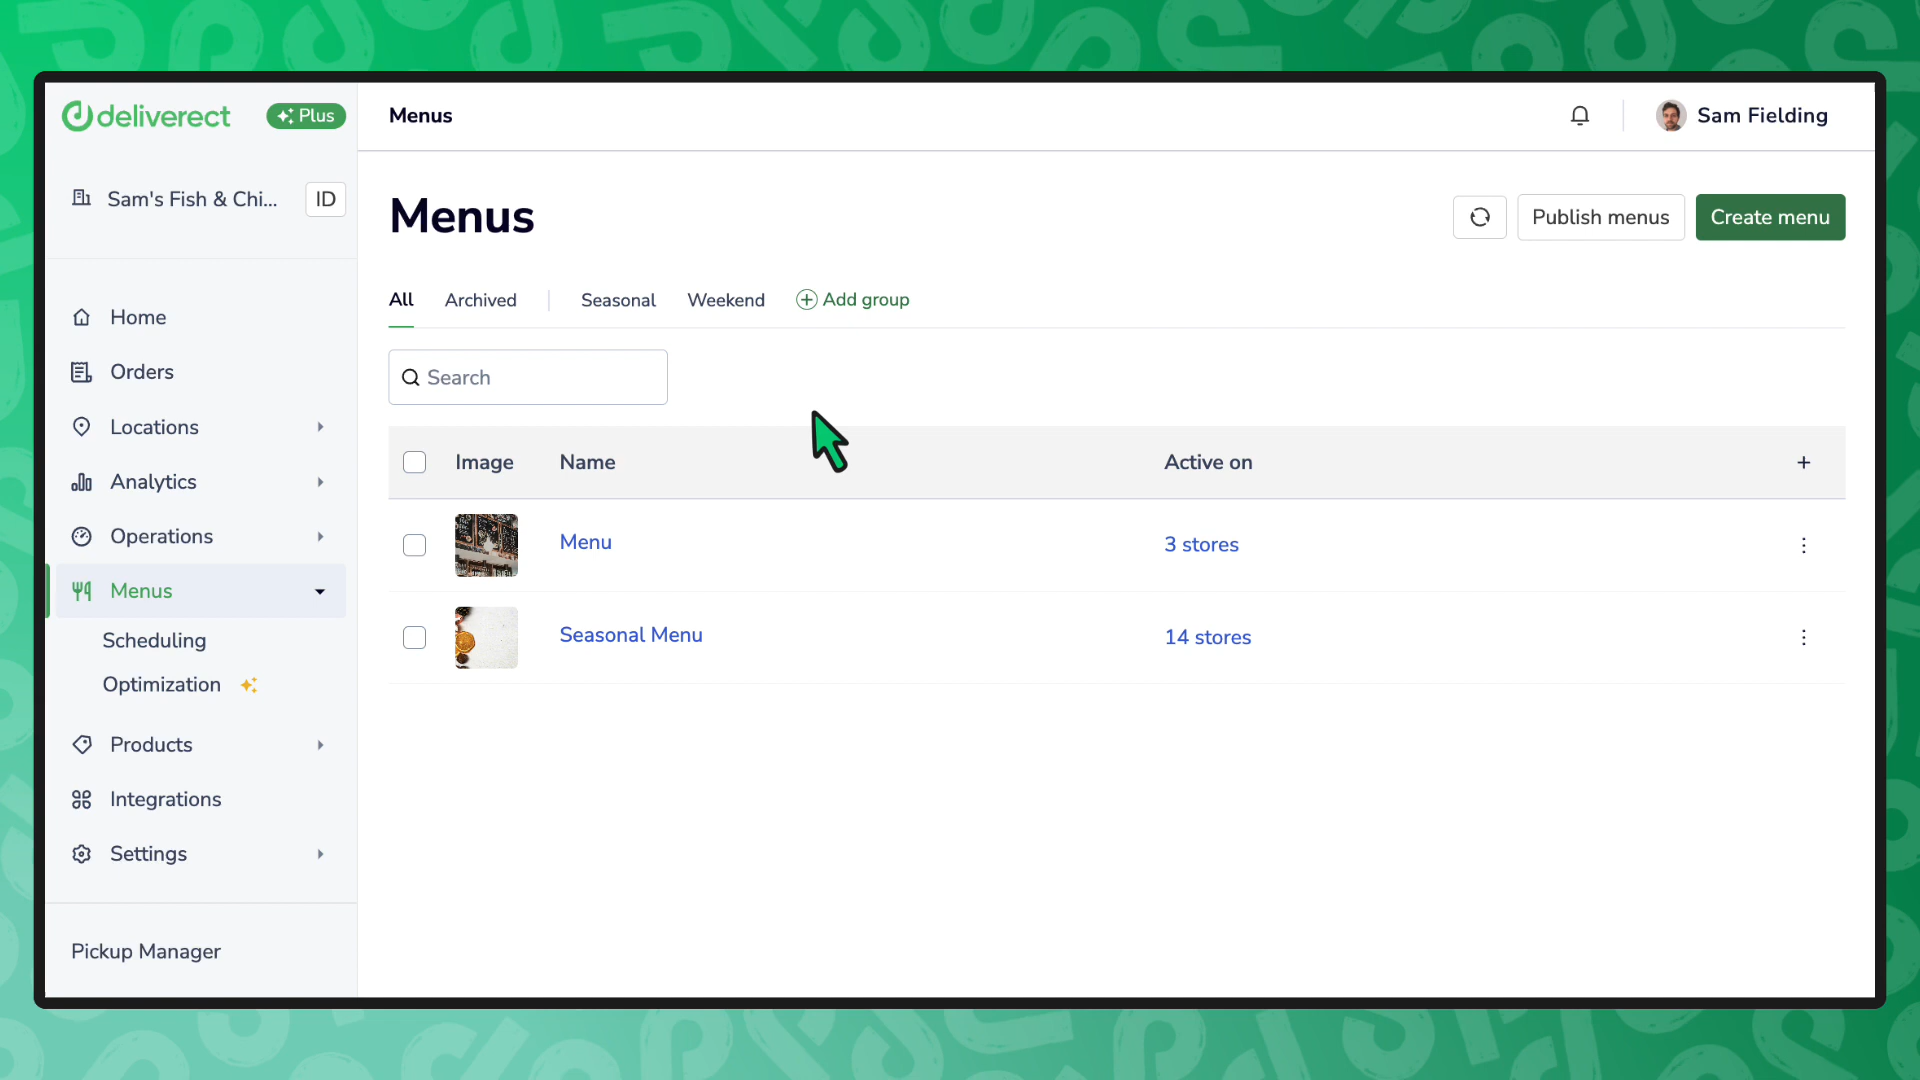 deliverect
Plus
Menus
Sam Fielding
Sam's Fish & Chi...
ID
Menus
Publish menus
Create menu
All
Archived
Seasonal
Weekend
Add group
Home
Orders
Locations
Analytics
Operations
Menus
Scheduling
Optimization
Products
Integrations
Settings
Pickup Manager
Search
Image
Name
Active on
Menu
3 stores
Seasonal Menu
14 stores